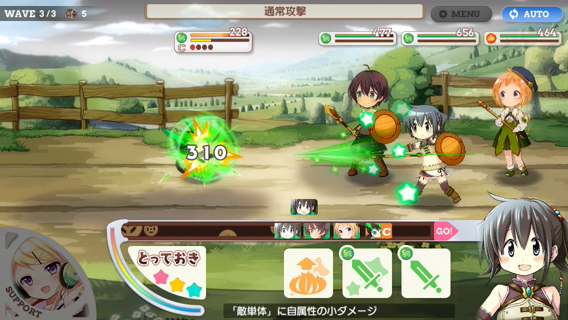 WAVE 3/3 5
通常攻撃
MENU
AUTO
228
C
477
656
464
310
C
GO!
とっておき
SUPPORT
「敵単体」に自属性の小ダメージ